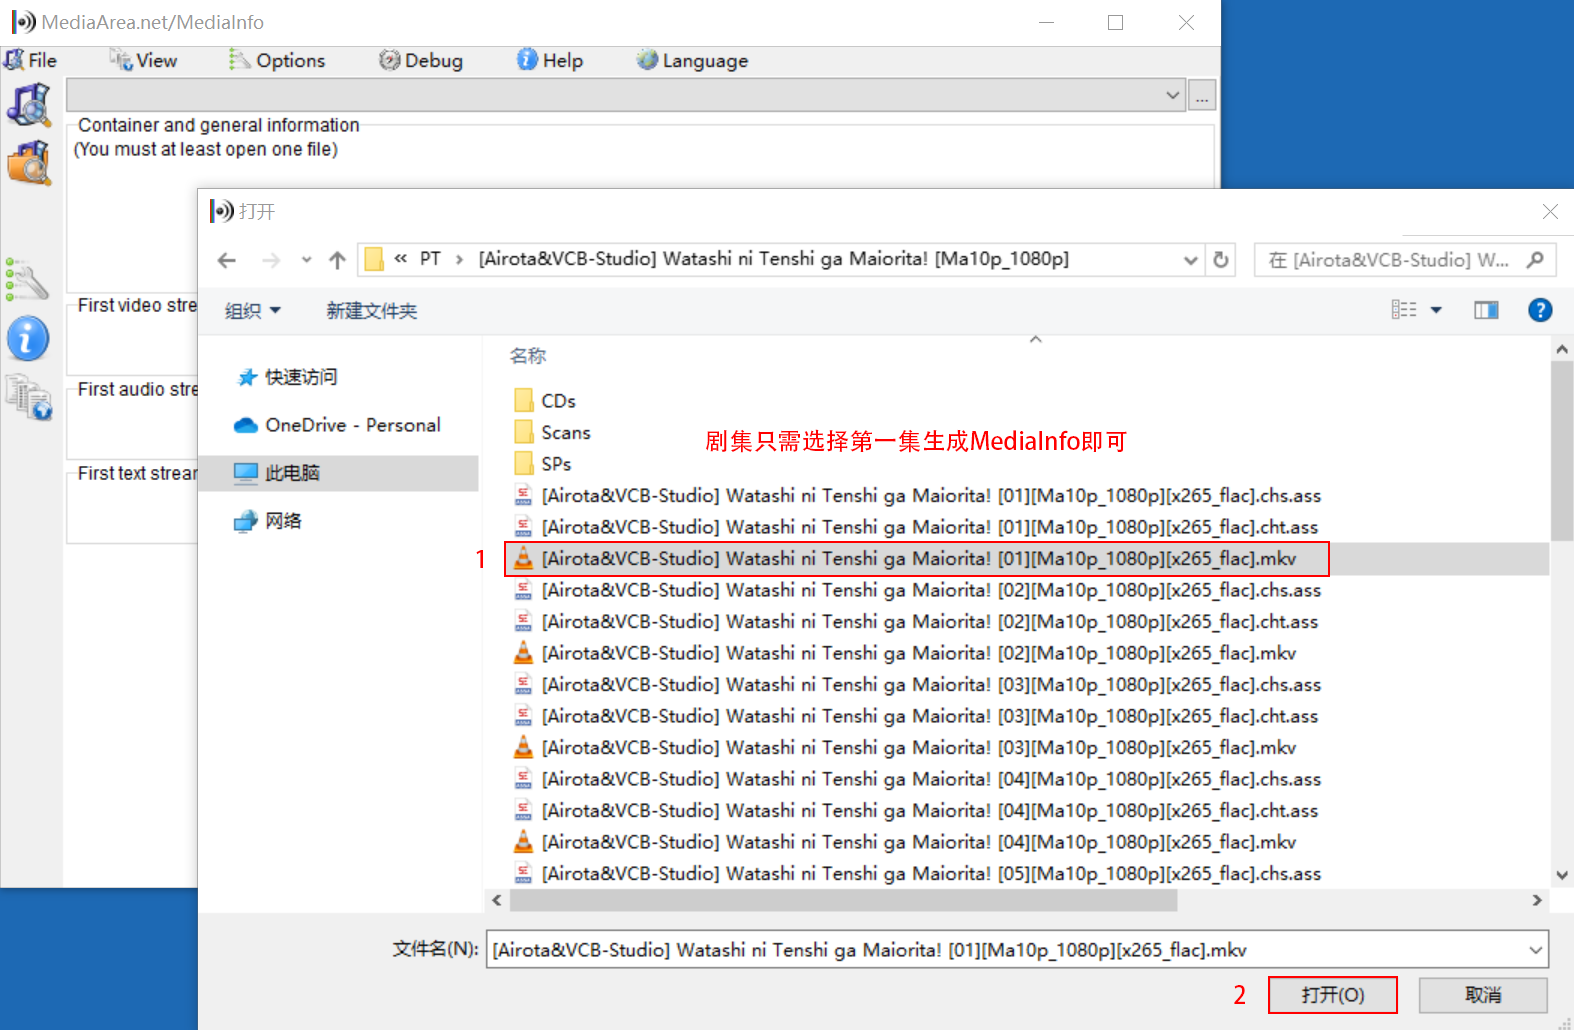 MediaArea.net/MediaInfo
File View Options Debug Help Language
...
Container and general information
(You must at least open one file)
打开
« PT › [Airota&VCB-Studio] Watashi ni Tenshi ga Maiorita! [Ma10p_1080p]
在 [Airota&VCB-Studio] W...
First video stre
组织 新建文件夹
?
名称
快速访问
First audio stre
CDs
OneDrive - Personal
Scans
剧集只需选择第一集生成MediaInfo即可
SPs
First text strear
此电脑
[Airota&VCB-Studio] Watashi ni Tenshi ga Maiorita! [01][Ma10p_1080p][x265_flac].chs.ass
网络
[Airota&VCB-Studio] Watashi ni Tenshi ga Maiorita! [01][Ma10p_1080p][x265_flac].cht.ass
1 [Airota&VCB-Studio] Watashi ni Tenshi ga Maiorita! [01][Ma10p_1080p][x265_flac].mkv
[Airota&VCB-Studio] Watashi ni Tenshi ga Maiorita! [02][Ma10p_1080p][x265_flac].chs.ass
[Airota&VCB-Studio] Watashi ni Tenshi ga Maiorita! [02][Ma10p_1080p][x265_flac].cht.ass
[Airota&VCB-Studio] Watashi ni Tenshi ga Maiorita! [02][Ma10p_1080p][x265_flac].mkv
[Airota&VCB-Studio] Watashi ni Tenshi ga Maiorita! [03][Ma10p_1080p][x265_flac].chs.ass
[Airota&VCB-Studio] Watashi ni Tenshi ga Maiorita! [03][Ma10p_1080p][x265_flac].cht.ass
[Airota&VCB-Studio] Watashi ni Tenshi ga Maiorita! [03][Ma10p_1080p][x265_flac].mkv
[Airota&VCB-Studio] Watashi ni Tenshi ga Maiorita! [04][Ma10p_1080p][x265_flac].chs.ass
[Airota&VCB-Studio] Watashi ni Tenshi ga Maiorita! [04][Ma10p_1080p][x265_flac].cht.ass
[Airota&VCB-Studio] Watashi ni Tenshi ga Maiorita! [04][Ma10p_1080p][x265_flac].mkv
[Airota&VCB-Studio] Watashi ni Tenshi ga Maiorita! [05][Ma10p_1080p][x265_flac].chs.ass
文件名(N): [Airota&VCB-Studio] Watashi ni Tenshi ga Maiorita! [01][Ma10p_1080p][x265_flac].mkv
2 打开(O) 取消